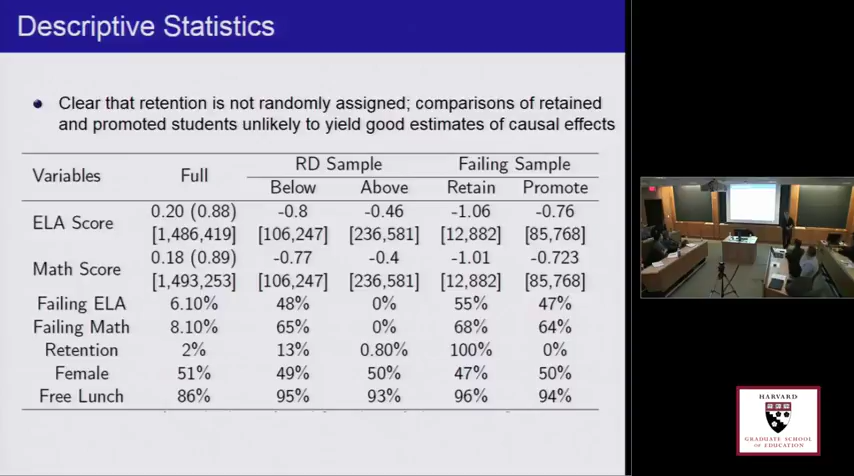 Descriptive Statistics
Clear that retention is not randomly assigned; comparisons of retained
and promoted students unlikely to yield good estimates of causal effects
Variables Full RD Sample Failing Sample
Below Above Retain Promote
ELA Score 0.20 (0.88) -0.8 -0.46 -1.06 -0.76
[1,486,419] [106,247] [236,581] [12,882] [85,768]
Math Score 0.18 (0.89) -0.77 -0.4 -1.01 -0.723
[1,493,253] [106,247] [236,581] [12,882] [85,768]
Failing ELA 6.10% 48% 0% 55% 47%
Failing Math 8.10% 65% 0% 68% 64%
Retention 2% 13% 0.80% 100% 0%
Female 51% 49% 50% 47% 50%
Free Lunch 86% 95% 93% 96% 94%
HARVARD
GRADUATE SCHOOL
OF EDUCATION